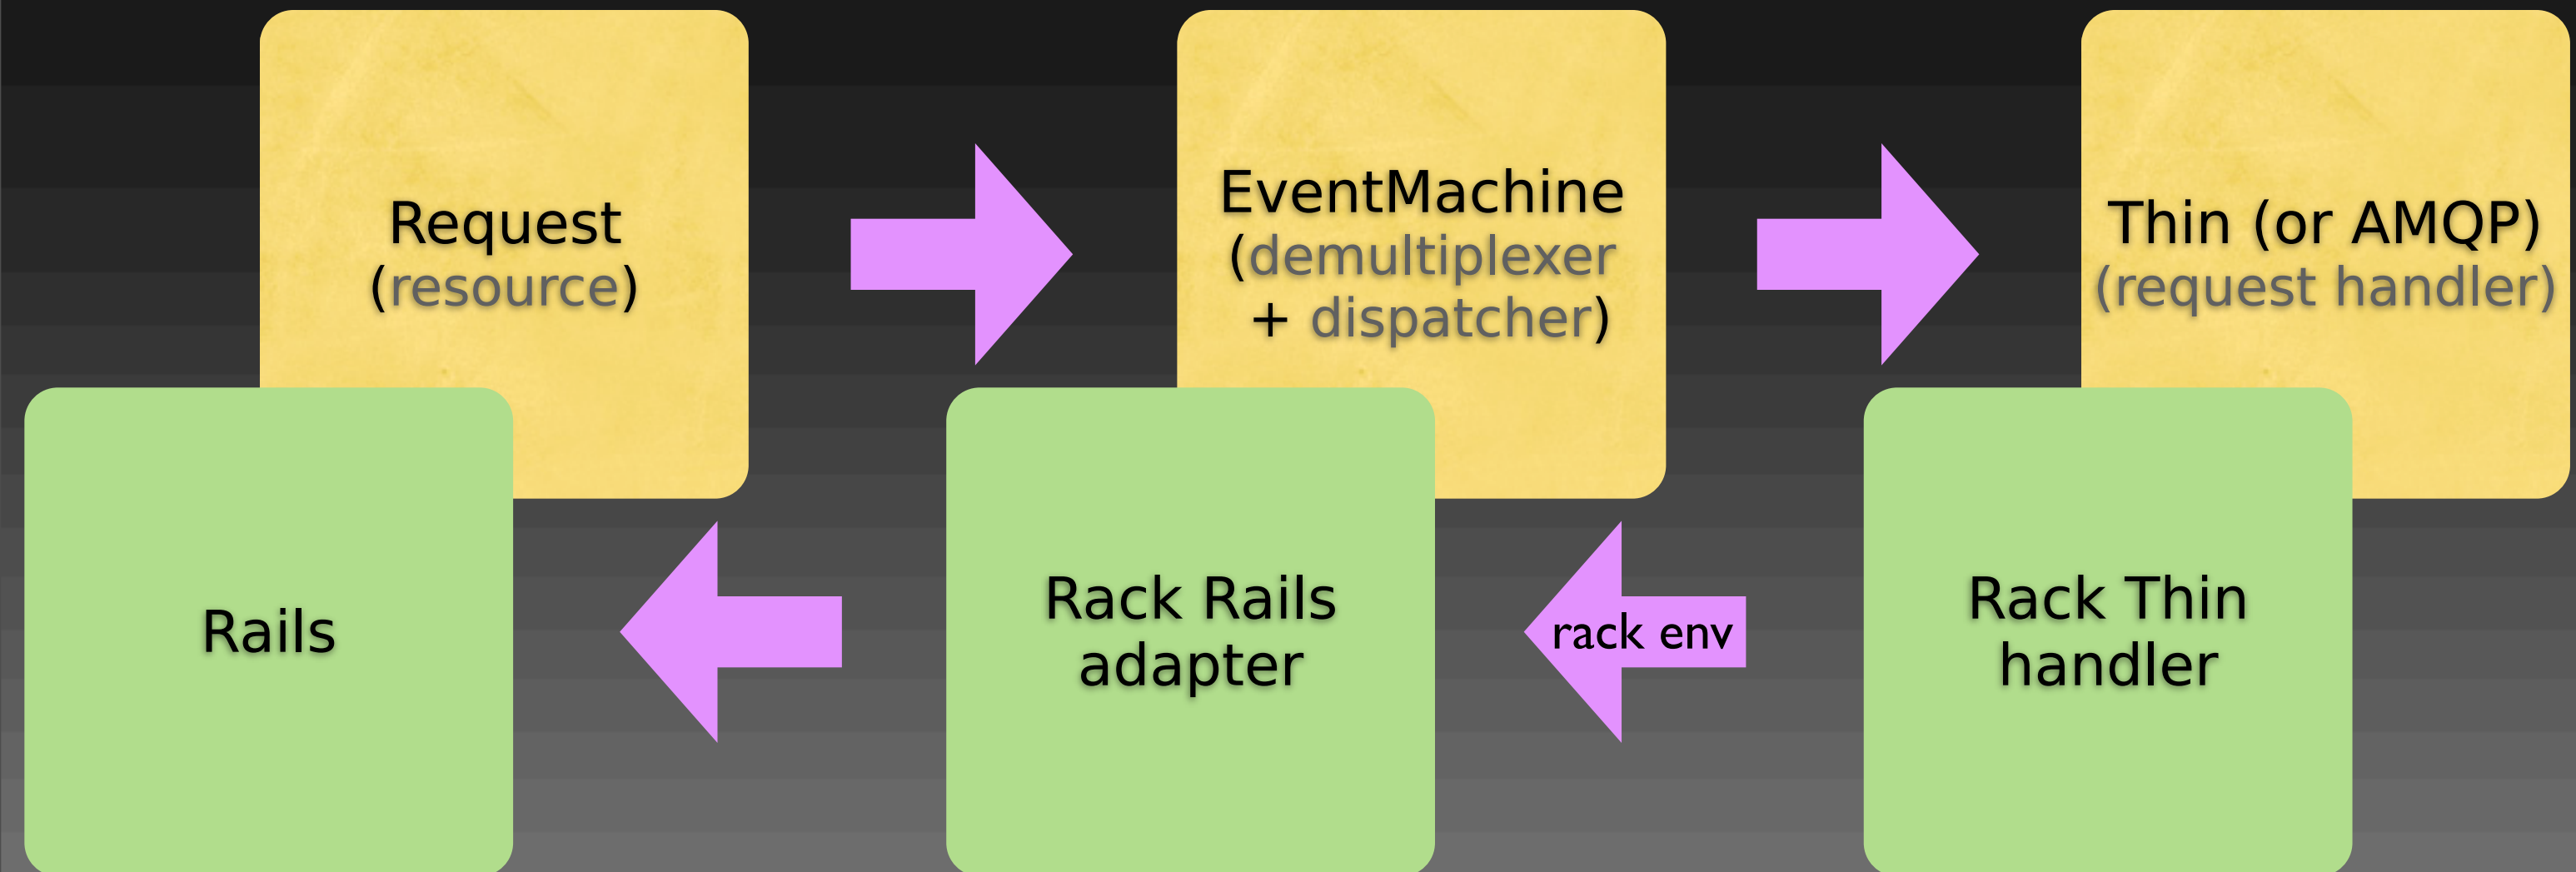 Request
(resource)
EventMachine
(demultiplexer
+ dispatcher)
Thin (or AMQP)
(request handler)
Rails
Rack Rails
adapter
rack env
Rack Thin
handler